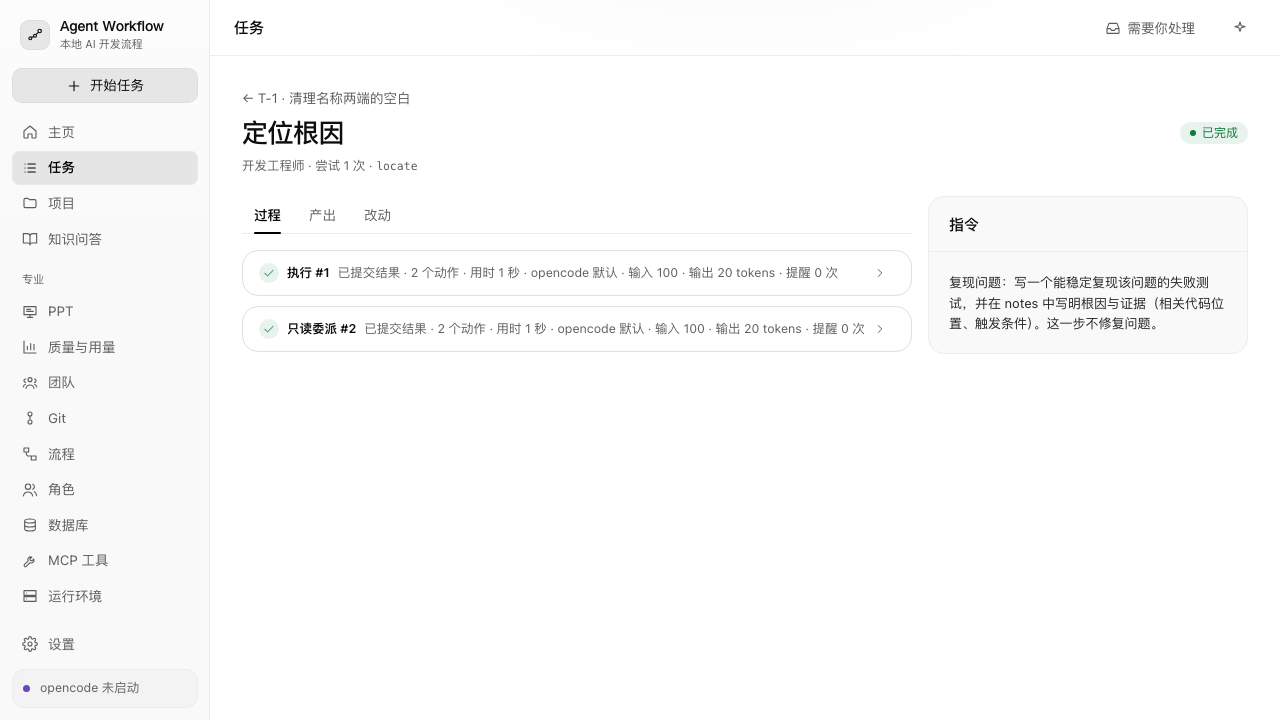 Agent Workflow
本地 AI 开发流程
开始任务
主页
任务
项目
知识问答
专业
PPT
质量与用量
团队
Git
流程
角色
数据库
MCP 工具
运行环境
设置
opencode 未启动
任务
需要你处理
← T-1 · 清理名称两端的空白
定位根因
已完成
开发工程师 · 尝试 1 次 · locate
过程
产出
改动
执行 #1 已提交结果 · 2 个动作 · 用时 1 秒 · opencode 默认 · 输入 100 · 输出 20 tokens · 提醒 0 次
只读委派 #2 已提交结果 · 2 个动作 · 用时 1 秒 · opencode 默认 · 输入 100 · 输出 20 tokens · 提醒 0 次
指令
复现问题：写一个能稳定复现该问题的失败测
试，并在 notes 中写明根因与证据（相关代码位
置、触发条件）。这一步不修复问题。